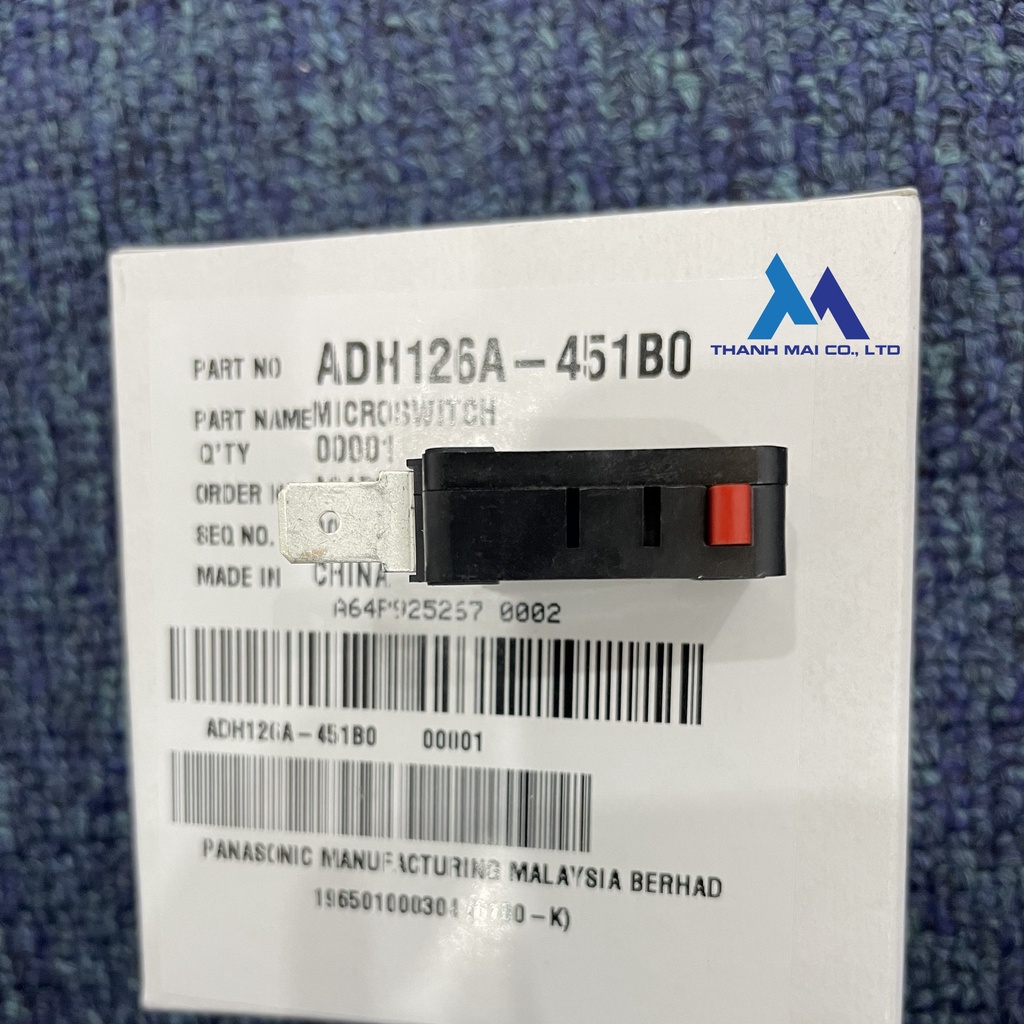 THANH MAI CO., LTD
PART NO ADH126A-451B0
PART NAME MICROSWITCH
Q'TY 00001
ORDER
SEQ NO.
MADE IN CHINA
0002
ADH126A-451B0 00001
PANASONIC MANUFACTURING MALAYSIA BERHAD